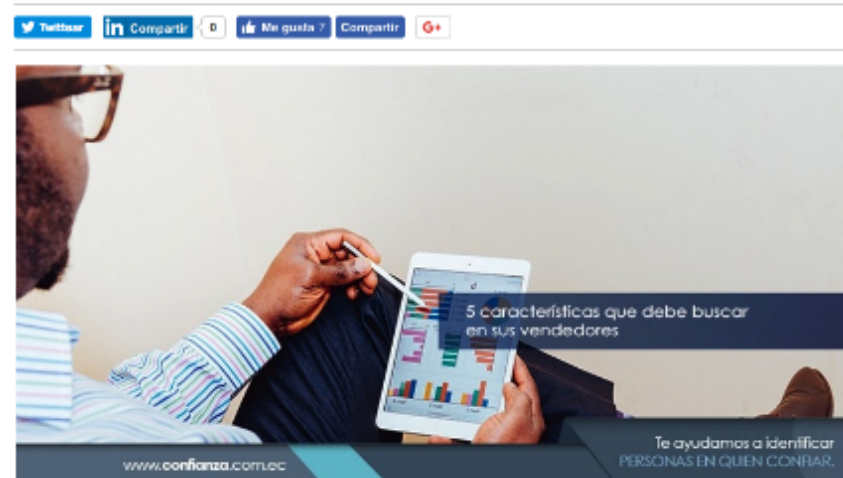 Twittear
in Compartir 0
Me gusta 7
Compartir
G+
5 características que debe buscar
en sus vendedores
www.confianza.com.ec
Te ayudamos a identificar
PERSONAS EN QUIEN CONFIAR.